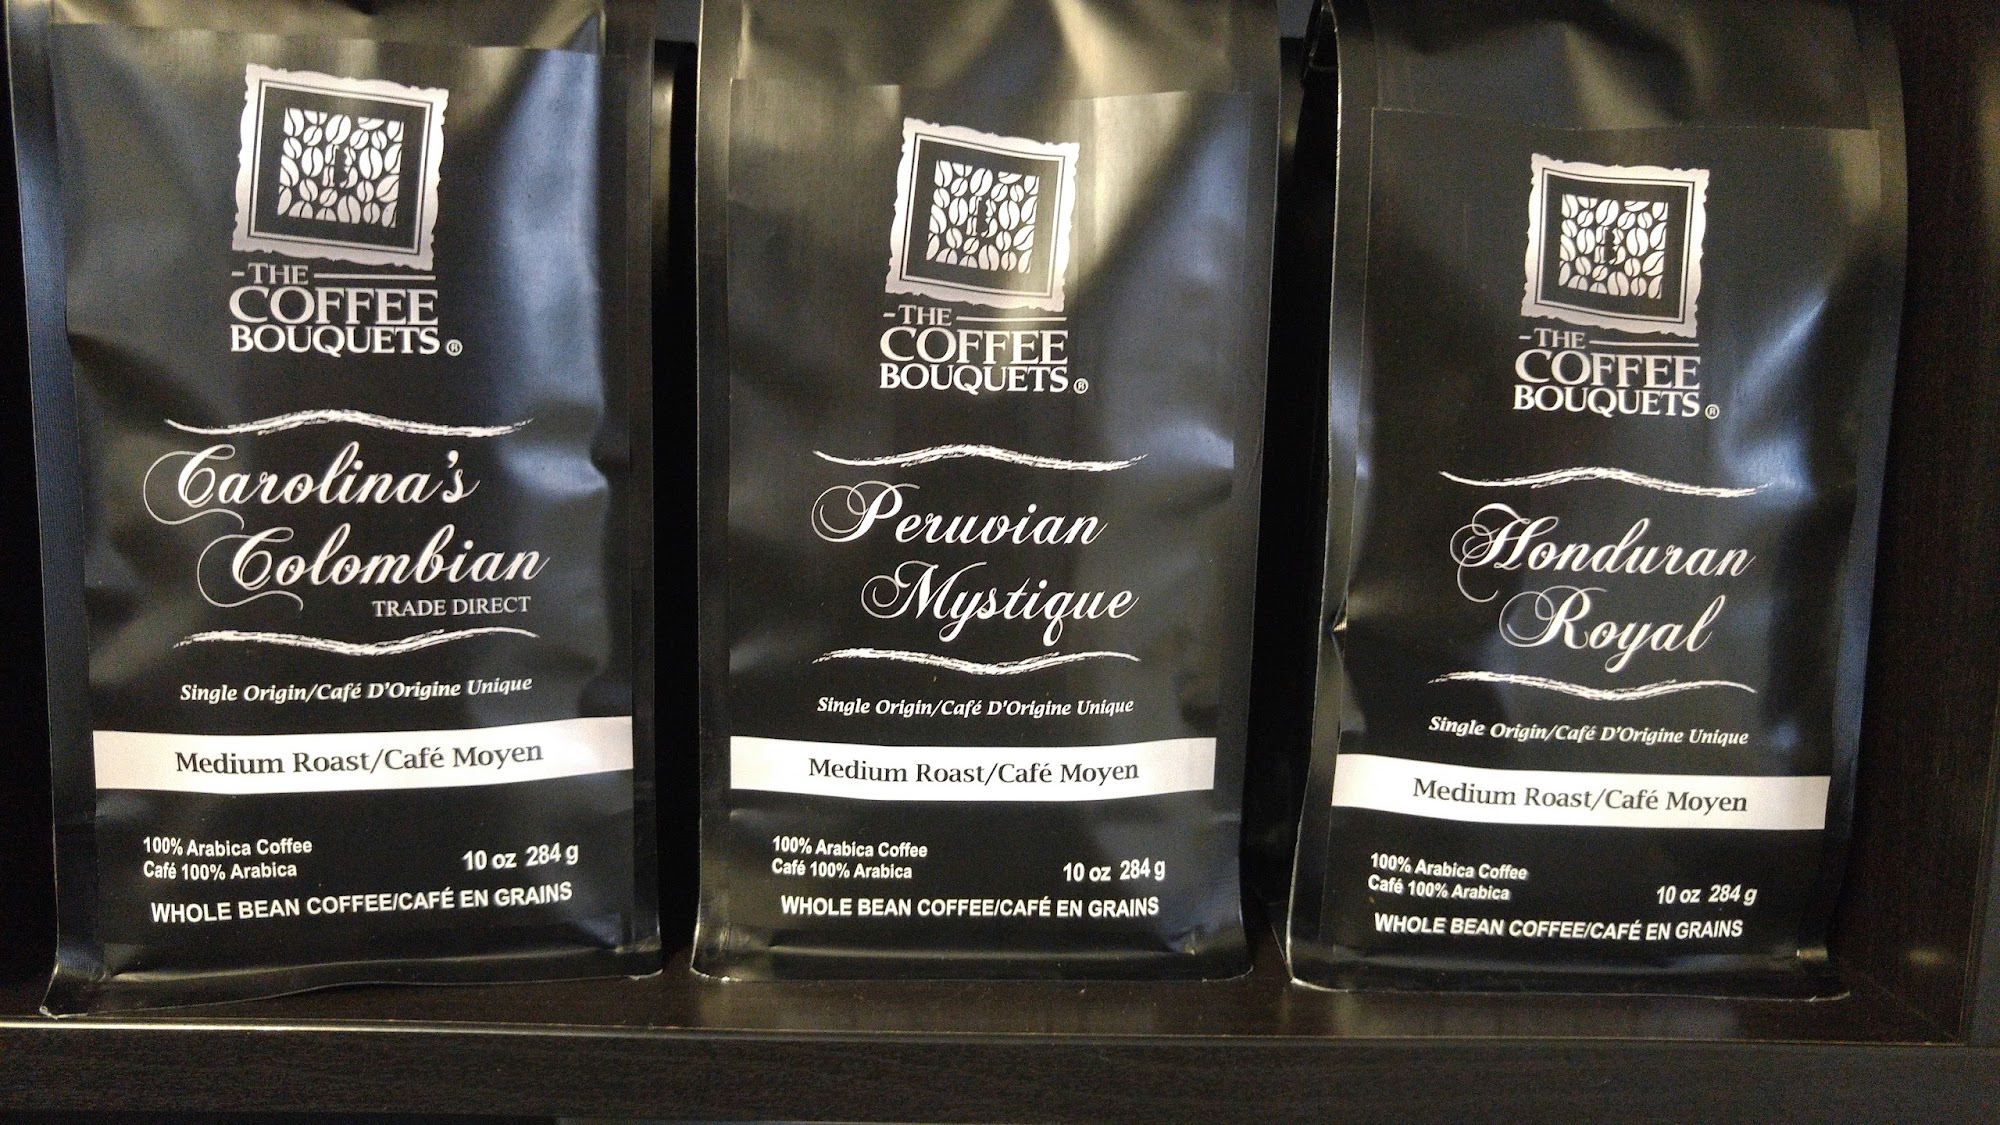 THE
COFFEE
BOUQUETS®
Carolina's
Colombian
TRADE DIRECT
Single Origin/Café D'Origine Unique
Medium Roast/Café Moyen
100% Arabica Coffee
Café 100% Arabica
10 oz 284 g
WHOLE BEAN COFFEE/CAFÉ EN GRAINS
THE
COFFEE
BOUQUETS®
Peruvian
Mystique
Single Origin/Café D'Origine Unique
Medium Roast/Café Moyen
100% Arabica Coffee
Café 100% Arabica
10 oz 284 g
WHOLE BEAN COFFEE/CAFÉ EN GRAINS
THE
COFFEE
BOUQUETS®
Honduran
Royal
Single Origin/Café D'Origine Unique
Medium Roast/Café Moyen
100% Arabica Coffee
Café 100% Arabica
10 oz 284 g
WHOLE BEAN COFFEE/CAFÉ EN GRAINS